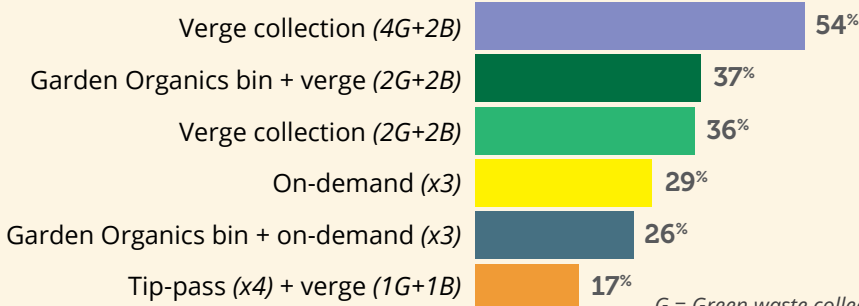 Verge collection (4G+2B) 54%
Garden Organics bin + verge (2G+2B) 37%
Verge collection (2G+2B) 36%
On-demand (x3) 29%
Garden Organics bin + on-demand (x3) 26%
Tip-pass (x4) + verge (1G+1B) 17%
G = Green waste collec